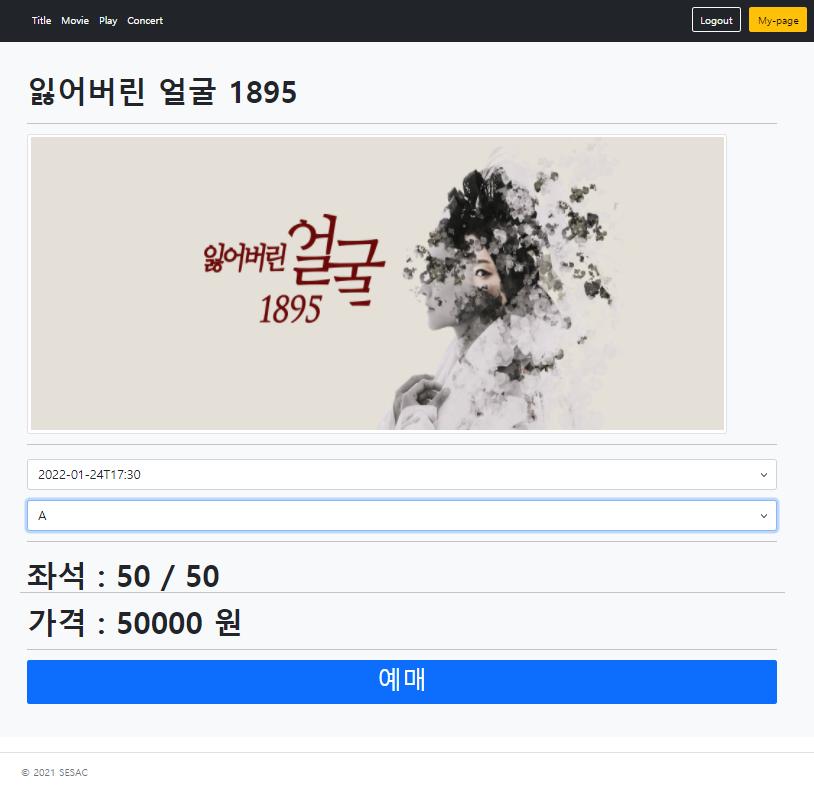 Title Movie Play Concert Logout My-page
잃어버린 얼굴 1895
잃어버린 얼굴
1895
2022-01-24T17:30
A
좌석 : 50 / 50
가격 : 50000 원
예매
© 2021 SESAC